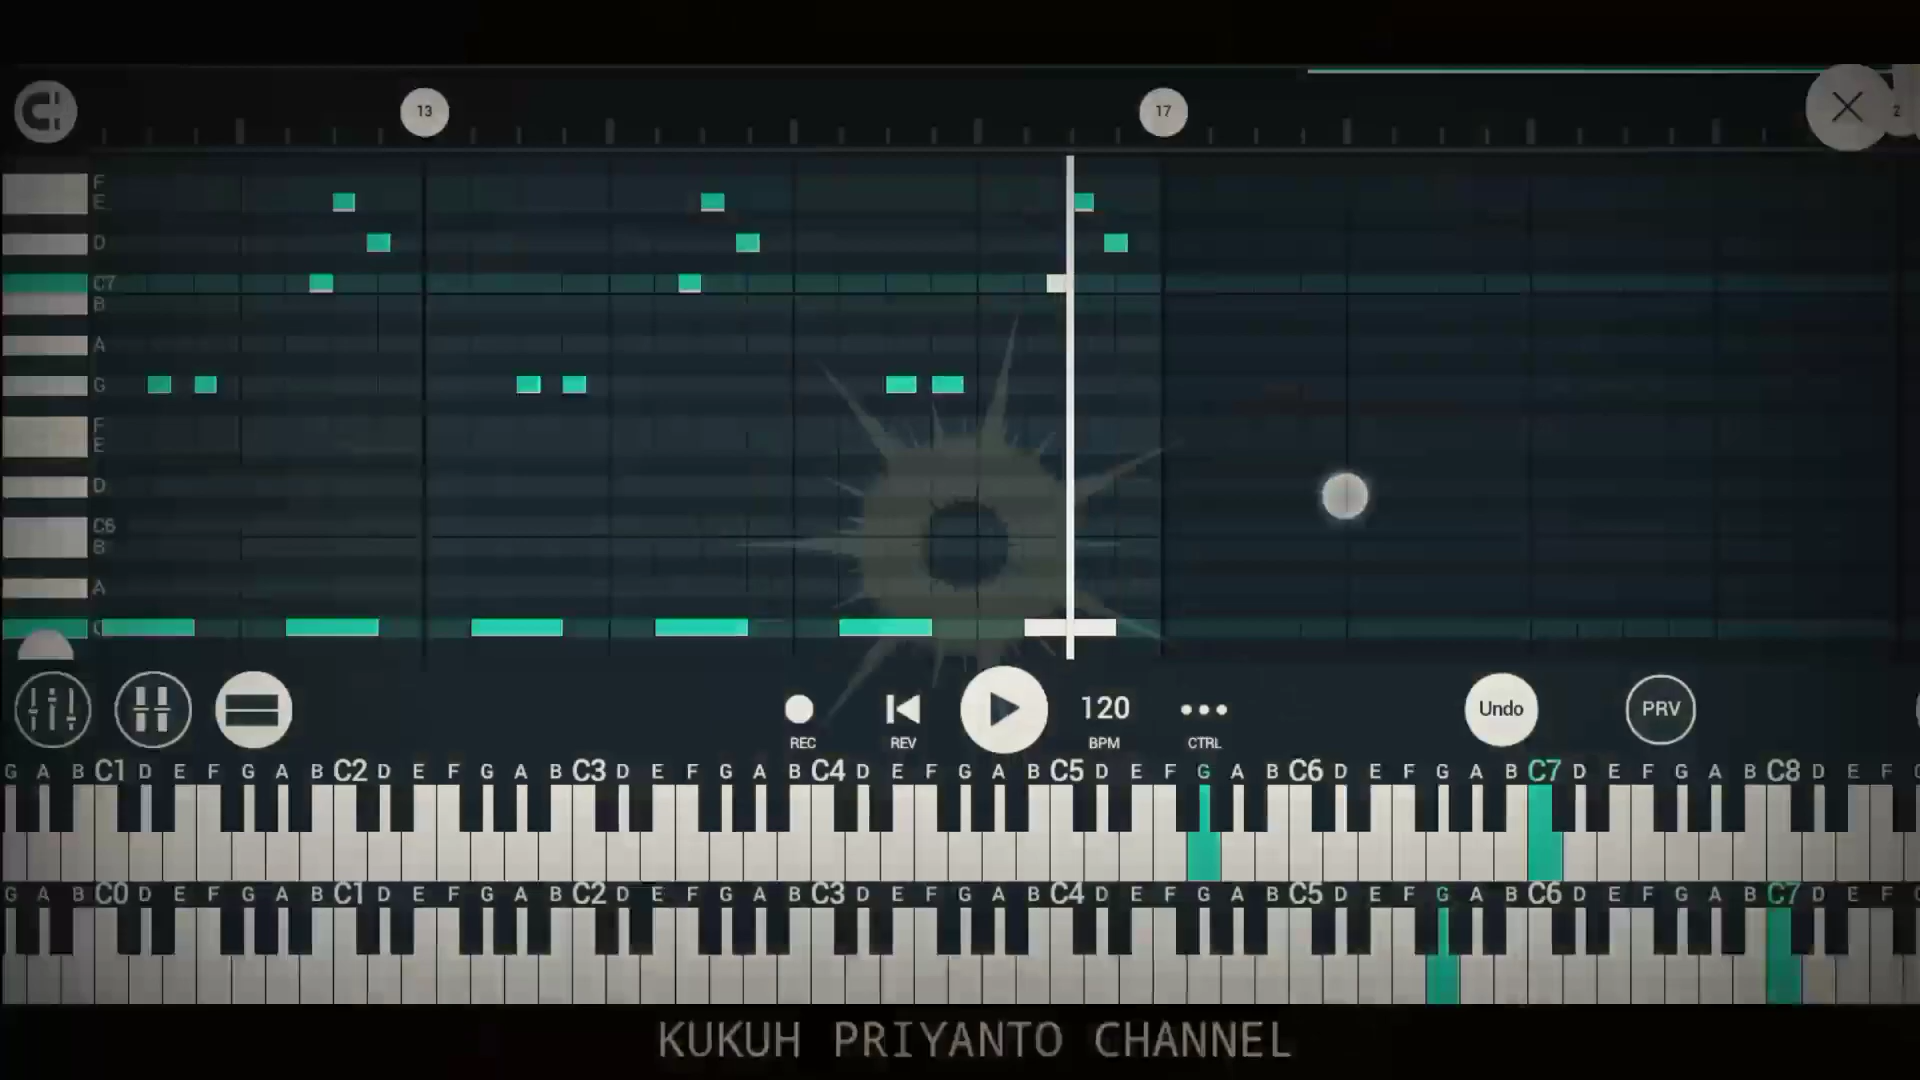 13 17 2
F
E
D
C7
B
A
G
F
E
D
C6
B
A
REC REV 120 BPM CTRL Undo PRV
G A B C1 D E F G A B C2 D E F G A B C3 D E F G A B C4 D E F G A B C5 D E F G A B C6 D E F G A B C7 D E F G A B C8 D E F
G A B C0 D E F G A B C1 D E F G A B C2 D E F G A B C3 D E F G A B C4 D E F G A B C5 D E F G A B C6 D E F G A B C7 D E F
KUKUH PRIYANTO CHANNEL